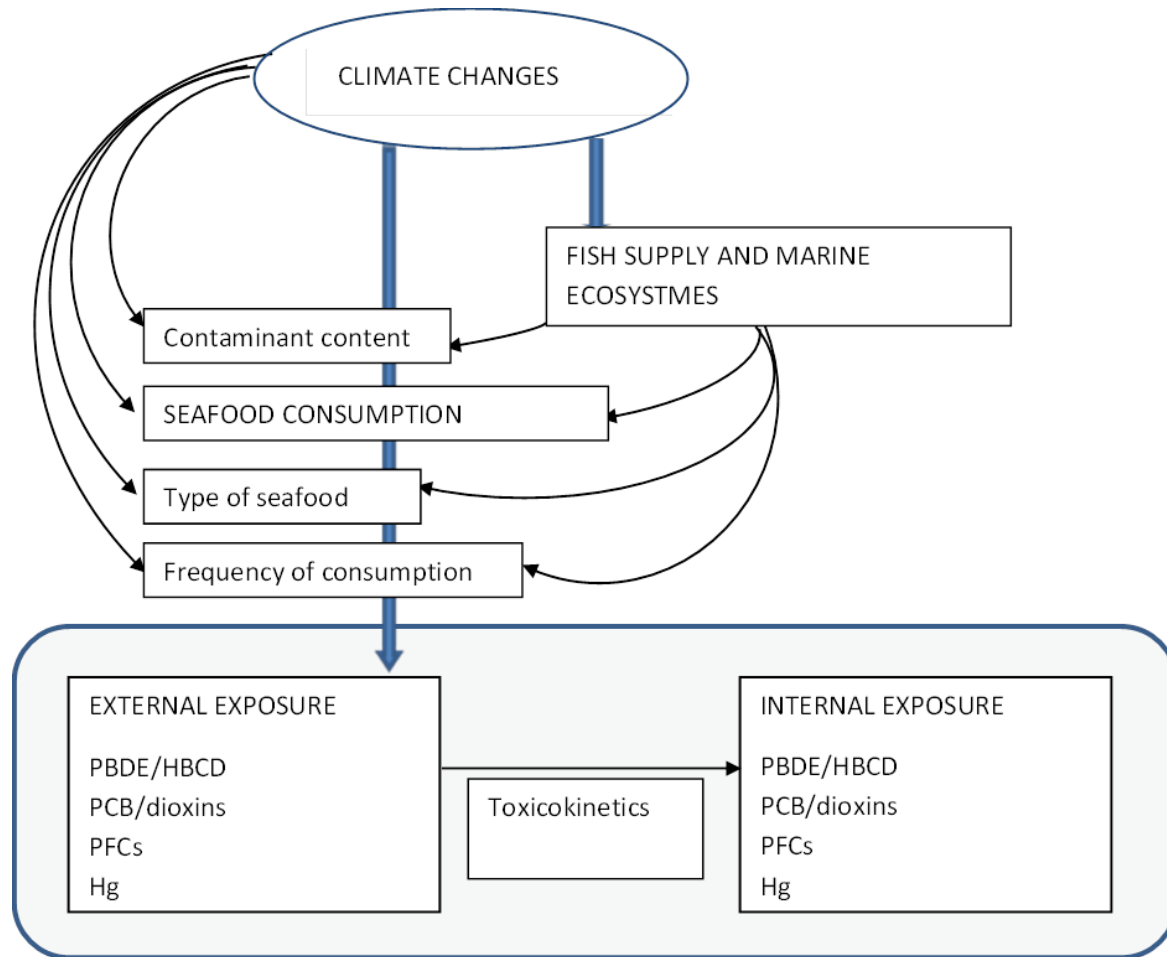 CLIMATE CHANGES
FISH SUPPLY AND MARINE
ECOSYSTMES
Contaminant content
SEAFOOD CONSUMPTION
Type of seafood
Frequency of consumption
EXTERNAL EXPOSURE
PBDE/HBCD
PCB/dioxins
PFCs
Hg
Toxicokinetics
INTERNAL EXPOSURE
PBDE/HBCD
PCB/dioxins
PFCs
Hg